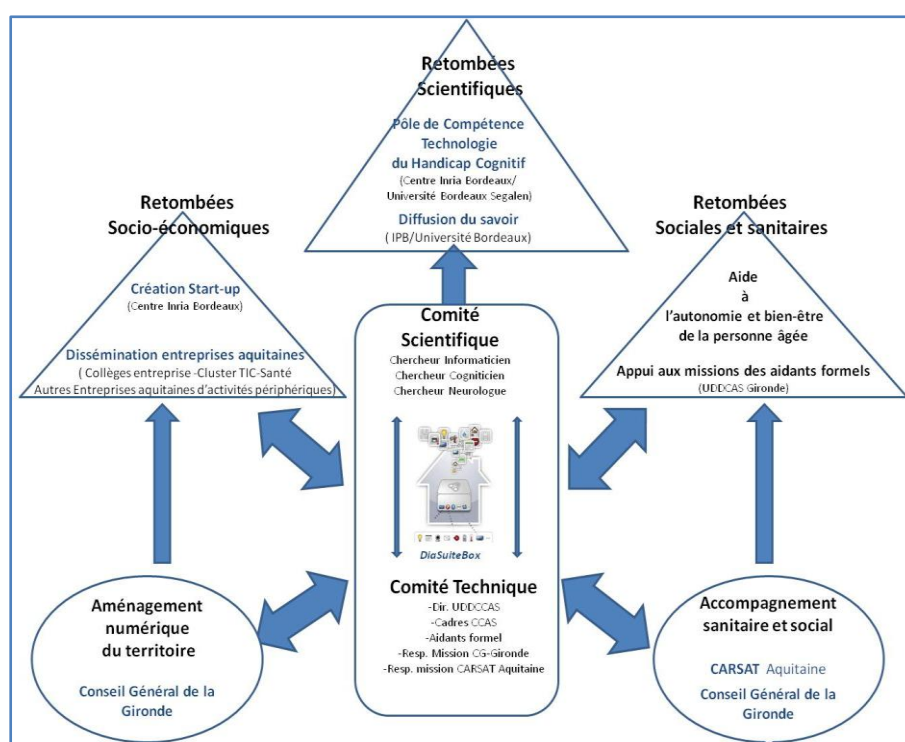 Retombées
Scientifiques
Pôle de Compétence
Technologie
du Handicap Cognitif
(Centre Inria Bordeaux/
Université Bordeaux Segalen)
Diffusion du savoir
( IPB/Université Bordeaux)
Retombées
Socio-économiques
Création Start-up
(Centre Inria Bordeaux)
Dissémination entreprises aquitaines
( Collèges entreprise -Cluster TIC-Santé
Autres Entreprises aquitaines d'activités périphériques)
Retombées
Sociales et sanitaires
Aide
à
l'autonomie et bien-être
de la personne âgée
Appui aux missions des aidants formels
(UDDCAS Gironde)
Comité
Scientifique
Chercheur Informaticien
Chercheur Cogniticien
Chercheur Neurologue
DiaSuiteBox
Comité Technique
-Dir. UDDCCAS
-Cadres CCAS
-Aidants formel
-Resp. Mission CG-Gironde
-Resp. mission CARSAT Aquitaine
Aménagement
numérique
du territoire
Conseil Général de la
Gironde
Accompagnement
sanitaire et social
CARSAT Aquitaine
Conseil Général de la
Gironde